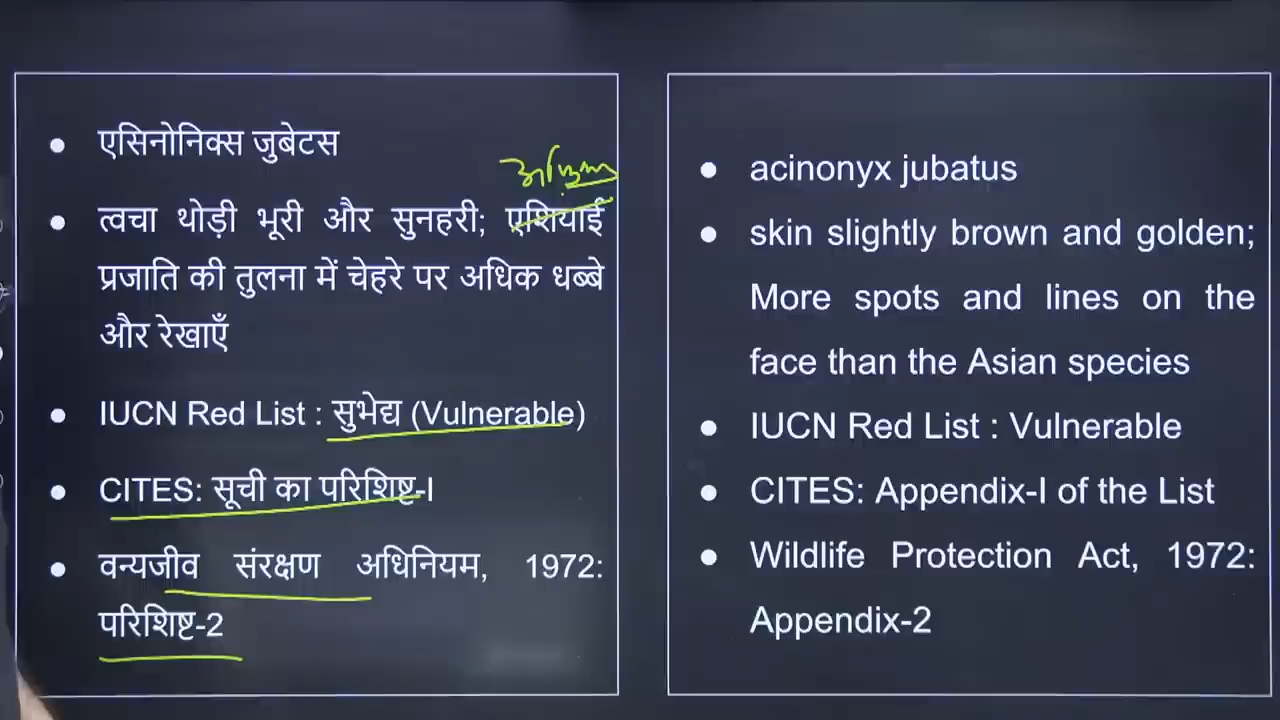 एसिनोनिक्स जुबेटस
त्वचा थोड़ी भूरी और सुनहरी; एशियाई
प्रजाति की तुलना में चेहरे पर अधिक धब्बे
और रेखाएँ
IUCN Red List : सुभेद्य (Vulnerable)
CITES: सूची का परिशिष्ट-I
वन्यजीव संरक्षण अधिनियम, 1972:
परिशिष्ट-2
acinonyx jubatus
skin slightly brown and golden;
More spots and lines on the
face than the Asian species
IUCN Red List : Vulnerable
CITES: Appendix-I of the List
Wildlife Protection Act, 1972:
Appendix-2